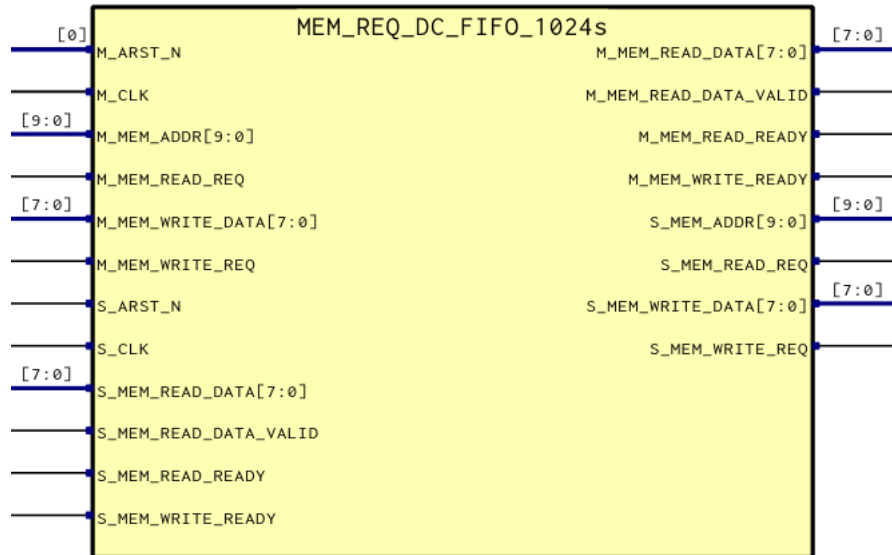 MEM_REQ_DC_FIFO_1024s
[0]
M_ARST_N
M_CLK
[9:0]
M_MEM_ADDR[9:0]
M_MEM_READ_REQ
[7:0]
M_MEM_WRITE_DATA[7:0]
M_MEM_WRITE_REQ
S_ARST_N
S_CLK
[7:0]
S_MEM_READ_DATA[7:0]
S_MEM_READ_DATA_VALID
S_MEM_READ_READY
S_MEM_WRITE_READY
[7:0]
M_MEM_READ_DATA[7:0]
M_MEM_READ_DATA_VALID
M_MEM_READ_READY
M_MEM_WRITE_READY
[9:0]
S_MEM_ADDR[9:0]
S_MEM_READ_REQ
[7:0]
S_MEM_WRITE_DATA[7:0]
S_MEM_WRITE_REQ